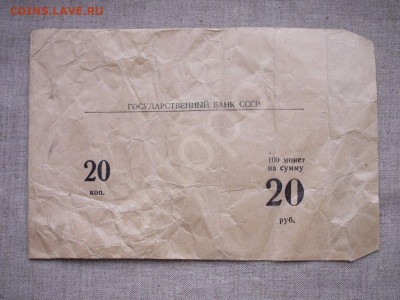 COINS.LAVE.RU
ГОСУДАРСТВЕННЫЙ БАНК СССР
20
коп.
100 монет
на сумму
20
руб.